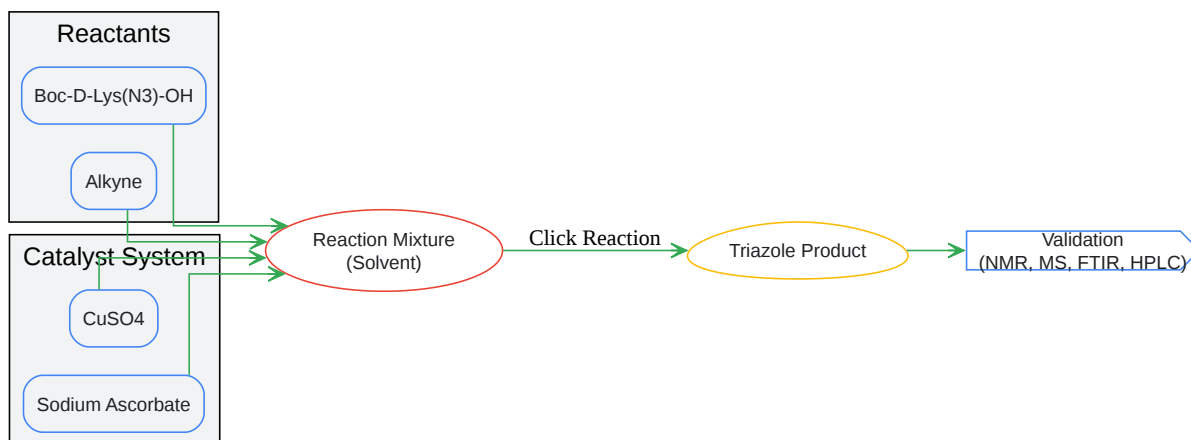 Reactants
Boc-D-Lys(N3)-OH
Alkyne
Catalyst System
CuSO4
Sodium Ascorbate
Reaction Mixture
(Solvent)
Click Reaction
Triazole Product
Validation
(NMR, MS, FTIR, HPLC)